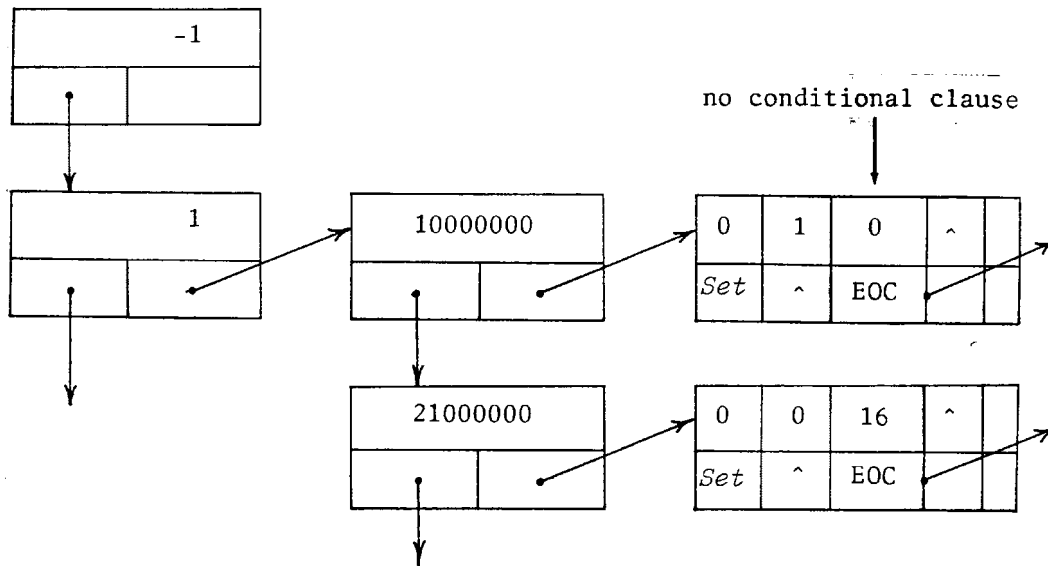 -1
no conditional clause
1
10000000
0 1 0 ^
Set ^ EOC
21000000
0 0 16 ^
Set ^ EOC